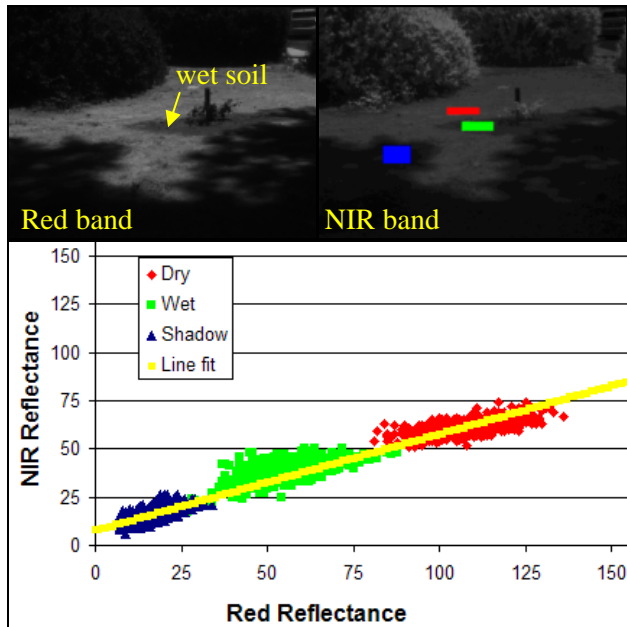 wet soil
Red band
NIR band
150
125
100
75
50
25
0
NIR Reflectance
Dry
Wet
Shadow
Line fit
0 25 50 75 100 125 150
Red Reflectance